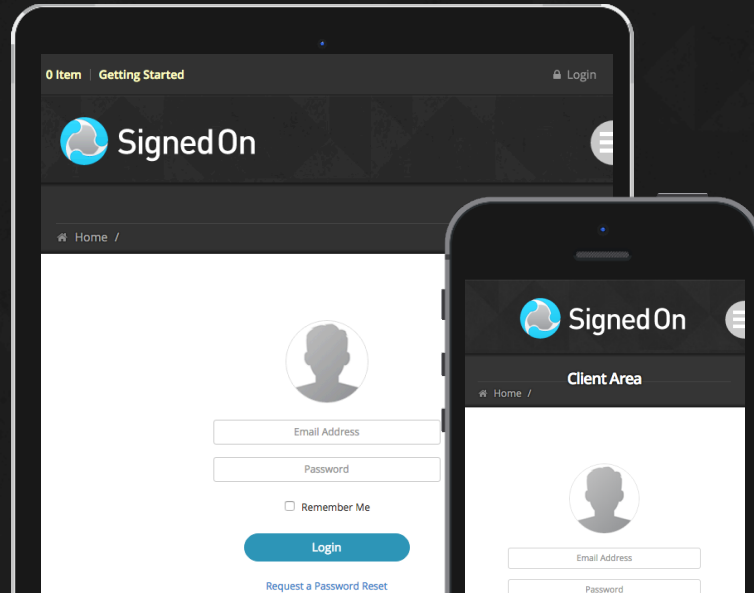 0 Item | Getting Started
Login
SignedOn
Home /
Email Address
Password
Remember Me
Login
Request a Password Reset
SignedOn
Client Area
Home /
Email Address
Password